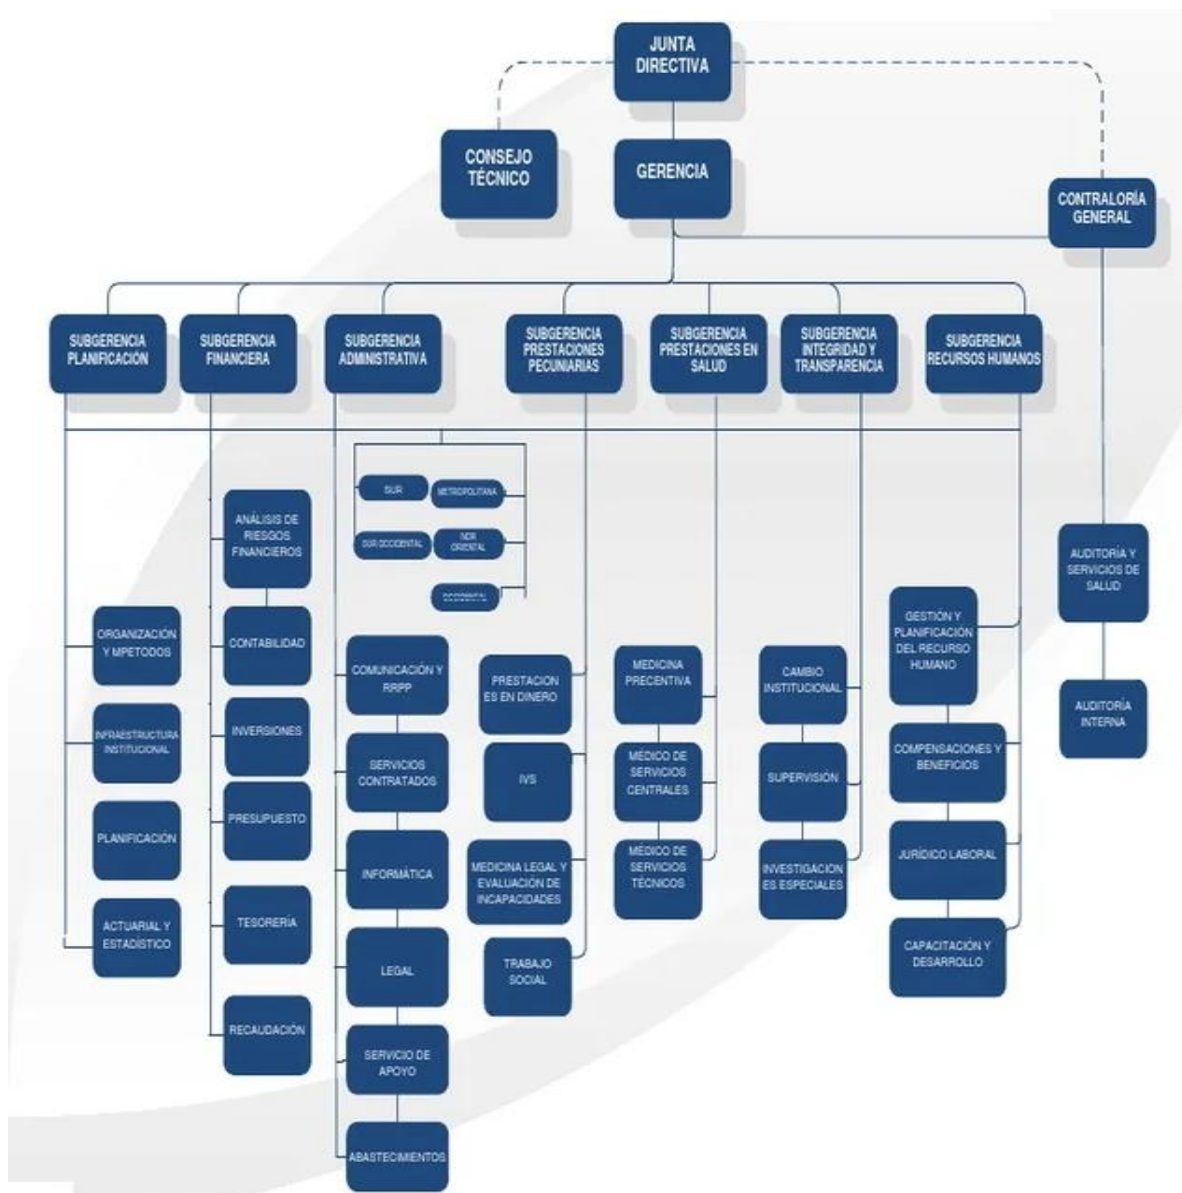 JUNTA
DIRECTIVA
CONSEJO
TÉCNICO
GERENCIA
CONTRALORÍA
GENERAL
SUBGERENCIA
PLANIFICACIÓN
SUBGERENCIA
FINANCIERA
SUBGERENCIA
ADMINISTRATIVA
SUBGERENCIA
PRESTACIONES
PECUNIARIAS
SUBGERENCIA
PRESTACIONES EN
SALUD
SUBGERENCIA
INTEGRIDAD Y
TRANSPARENCIA
SUBGERENCIA
RECURSOS HUMANOS
SUR
METROPOLITANA
SUR OCCIDENTAL
NOR
ORIENTAL
ORGANIZACIÓN
Y MPETODOS
INFRAESTRUCTURA
INSTITUCIONAL
PLANIFICACIÓN
ACTUARIAL Y
ESTADÍSTICO
ANÁLISIS DE
RIESGOS
FINANCIEROS
CONTABILIDAD
INVERSIONES
PRESUPUESTO
TESORERÍA
RECAUDACIÓN
COMUNICACIÓN Y
RRPP
SERVICIOS
CONTRATADOS
INFORMÁTICA
LEGAL
SERVICIO DE
APOYO
ABASTECIMIENTOS
PRESTACION
ES EN DINERO
IVS
MEDICINA LEGAL Y
EVALUACIÓN DE
INCAPACIDADES
TRABAJO
SOCIAL
MEDICINA
PRECENTIVA
MÉDICO DE
SERVICIOS
CENTRALES
MÉDICO DE
SERVICIOS
TÉCNICOS
CAMBIO
INSTITUCIONAL
SUPERVISIÓN
INVESTIGACION
ES ESPECIALES
GESTIÓN Y
PLANIFICACIÓN
DEL RECURSO
HUMANO
COMPENSACIONES Y
BENEFICIOS
JURÍDICO LABORAL
CAPACITACIÓN Y
DESARROLLO
AUDITORÍA Y
SERVICIOS DE
SALUD
AUDITORÍA
INTERNA